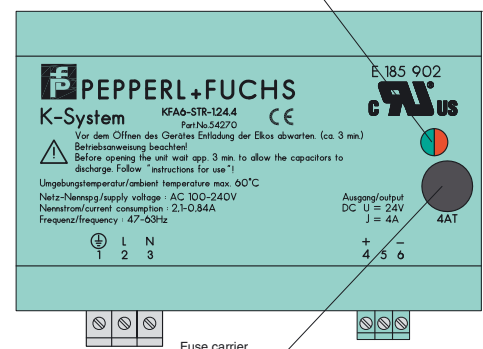 PEPPERL+FUCHS
E 185 902
K-System
KFA6-STR-1.24.4
Part.No.54270
CE
c RU US
Vor dem Offnen des Gerätes Entladung der Elkos abwarten. (ca. 3 min.)
Betriebsanweisung beachten!
Before opening the unit wait app. 3 min. to allow the capacitors to
discharge. Follow "instructions for use"!
Umgebungstemperatur/ambient temperature max. 60°C
Netz-Nennspg./supply voltage : AC 100-240V
Nennstrom/current consumption : 2,1-0,84A
Frequenz/frequency : 47-63Hz
Ausgang/output
DC U = 24V
J = 4A
4AT
L N
1 2 3
+ –
4 5 6
Fuse carrier